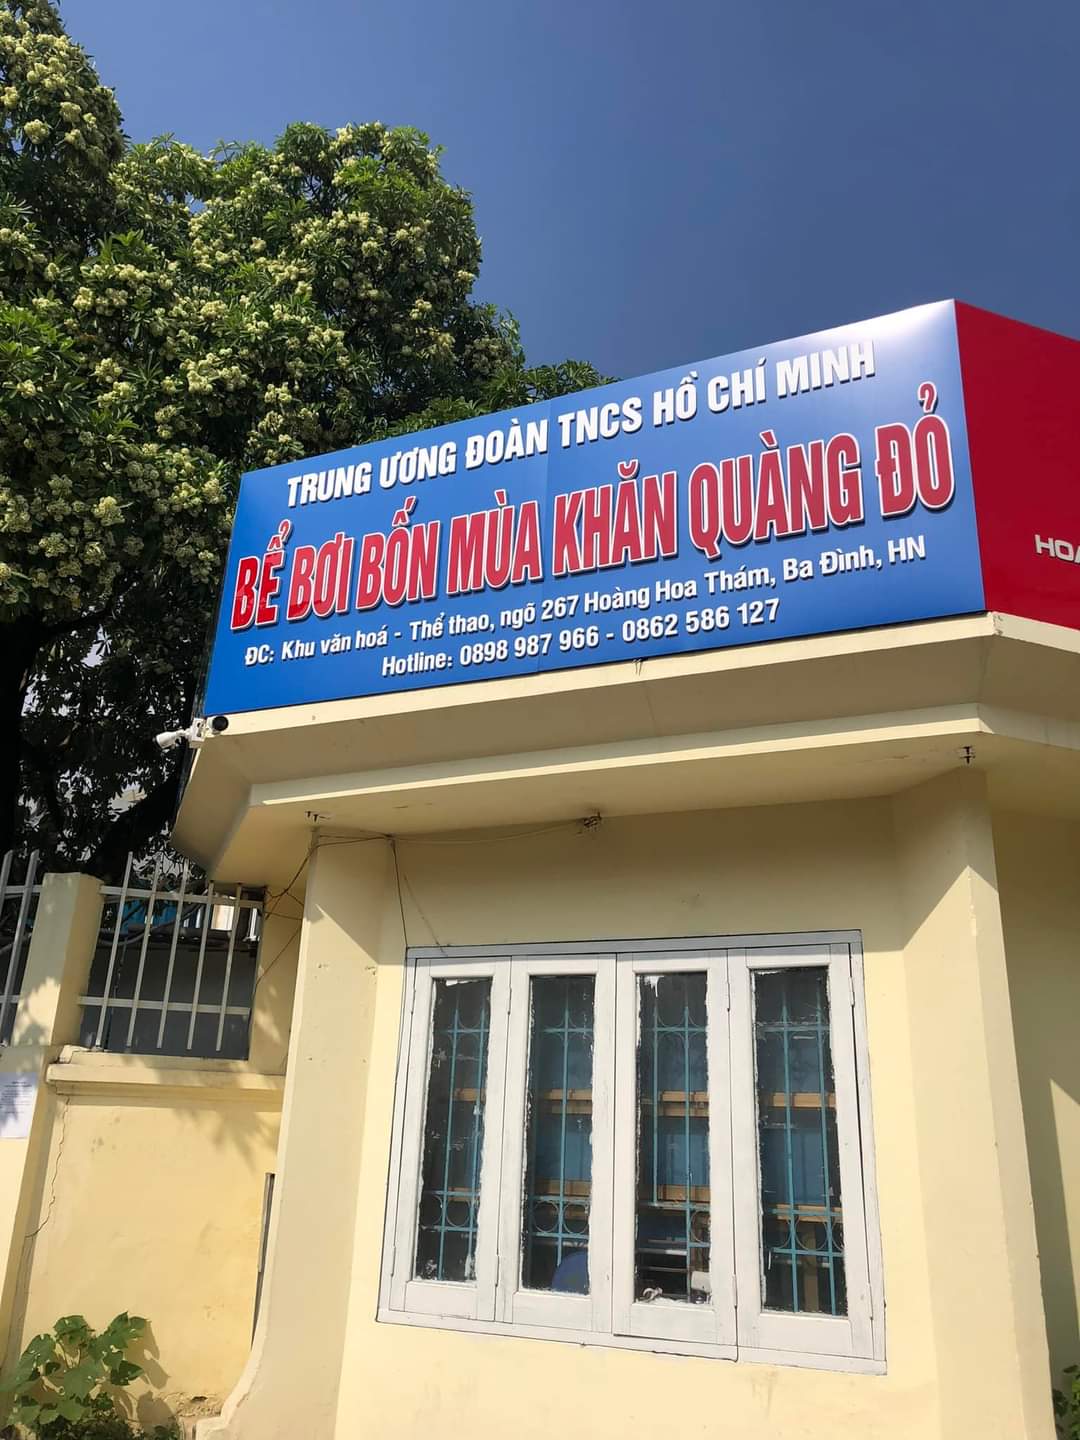 TRUNG ƯƠNG ĐOÀN TNCS HỒ CHÍ MINH
BỂ BƠI BỐN MÙA KHĂN QUÀNG ĐỎ
ĐC: Khu văn hoá - Thể thao, ngõ 267 Hoàng Hoa Thám, Ba Đình, HN
Hotline: 0898 987 966 - 0862 586 127